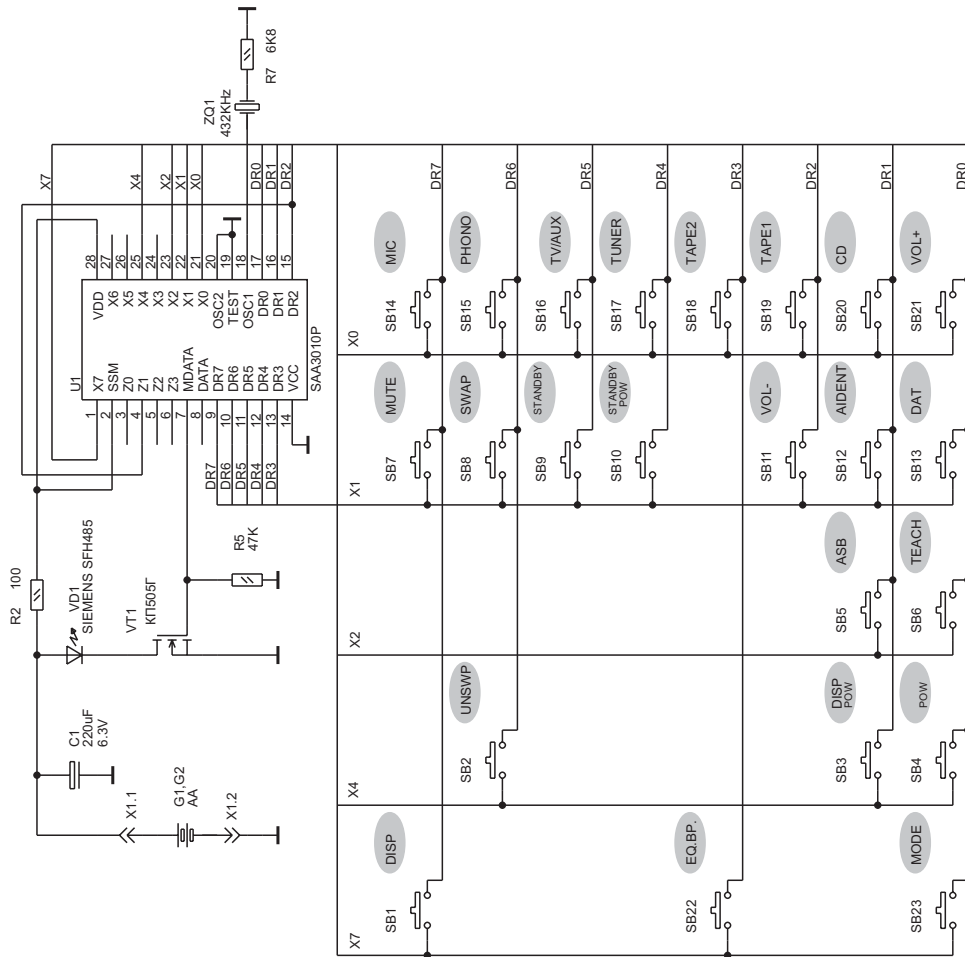 X1.1
G1,G2
AA
X1.2
C1
220uF
6.3V
R2 100
VD1
SIEMENS SFH485
VT1
КП505Г
R5
47K
U1
1 X7 VDD 28
2 SSM X6 27
3 Z0 X5 26
4 Z1 X4 25
5 Z2 X3 24
6 Z3 X2 23
7 MDATA X1 22
8 DATA X0 21
9 DR7 OSC2 20
10 DR6 TEST 19
11 DR5 OSC1 18
12 DR4 DR0 17
13 DR3 DR1 16
14 VCC DR2 15
SAA3010P
DR7
DR6
DR5
DR4
DR3
X7
X4
X2
X1
X0
DR0
DR1
DR2
ZQ1
432KHz
R7 6K8
X7
X4
X2
X1
X0
SB1 DISP
SB7 MUTE
SB14 MIC
DR7
SB2 UNSWP
SB8 SWAP
SB15 PHONO
DR6
SB9 STANDBY
SB16 TV/AUX
DR5
SB10 STANDBY
POW
SB17 TUNER
DR4
SB22 EQ.BP.
SB18 TAPE2
DR3
SB11 VOL-
SB19 TAPE1
DR2
SB3 DISP
POW
SB5 ASB
SB12 AIDENT
SB20 CD
DR1
SB23 MODE
SB4 POW
SB6 TEACH
SB13 DAT
SB21 VOL+
DR0